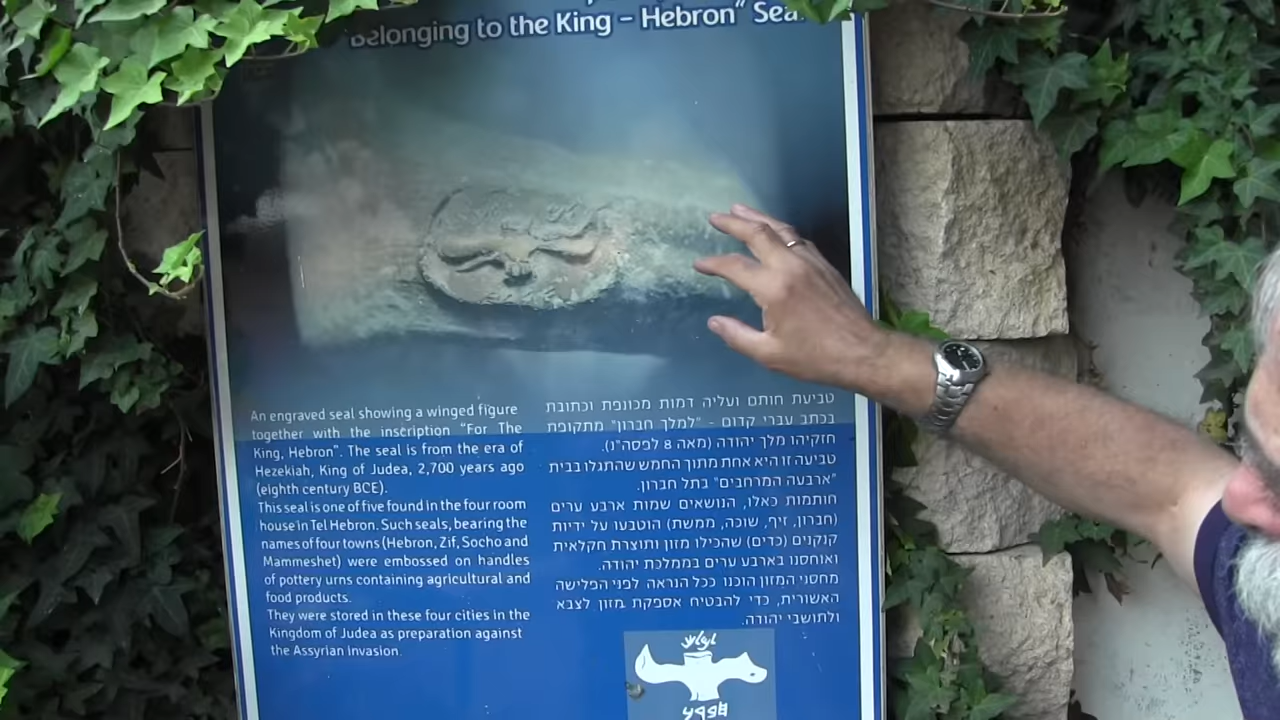 Belonging to the King – Hebron" Sea
An engraved seal showing a winged figure
together with the inscription "For The
King, Hebron". The seal is from the era of
Hezekiah, King of Judea, 2,700 years ago
(eighth century BCE).
This seal is one of five found in the four room
house in Tel Hebron. Such seals, bearing the
names of four towns (Hebron, Zif, Socho and
Mammeshet) were embossed on handles
of pottery urns containing agricultural and
food products.
They were stored in these four cities in the
Kingdom of Judea as preparation against
the Assyrian invasion.
טביעת חותם ועליה דמות מכונפת וכתובת
בכתב עברי קדום - "למלך חברון" מתקופת
חזקיהו מלך יהודה (מאה 8 לפסה"נ).
טביעה זו היא אחת מתוך החמש שהתגלו בבית
"ארבעת המרחבים" בתל חברון.
חותמות כאלו, הנושאים שמות ארבע ערים
(חברון, זיף, שוכה, ממשת) הוטבעו על ידיות
קנקנים (כדים) שהכילו מזון ותוצרת חקלאית
ואוחסנו בארבע ערים בממלכת יהודה.
מחסני המזון הוכנו ככל הנראה לפני הפלישה
האשורית, כדי להבטיח אספקת מזון לצבא
ולתושבי יהודה.